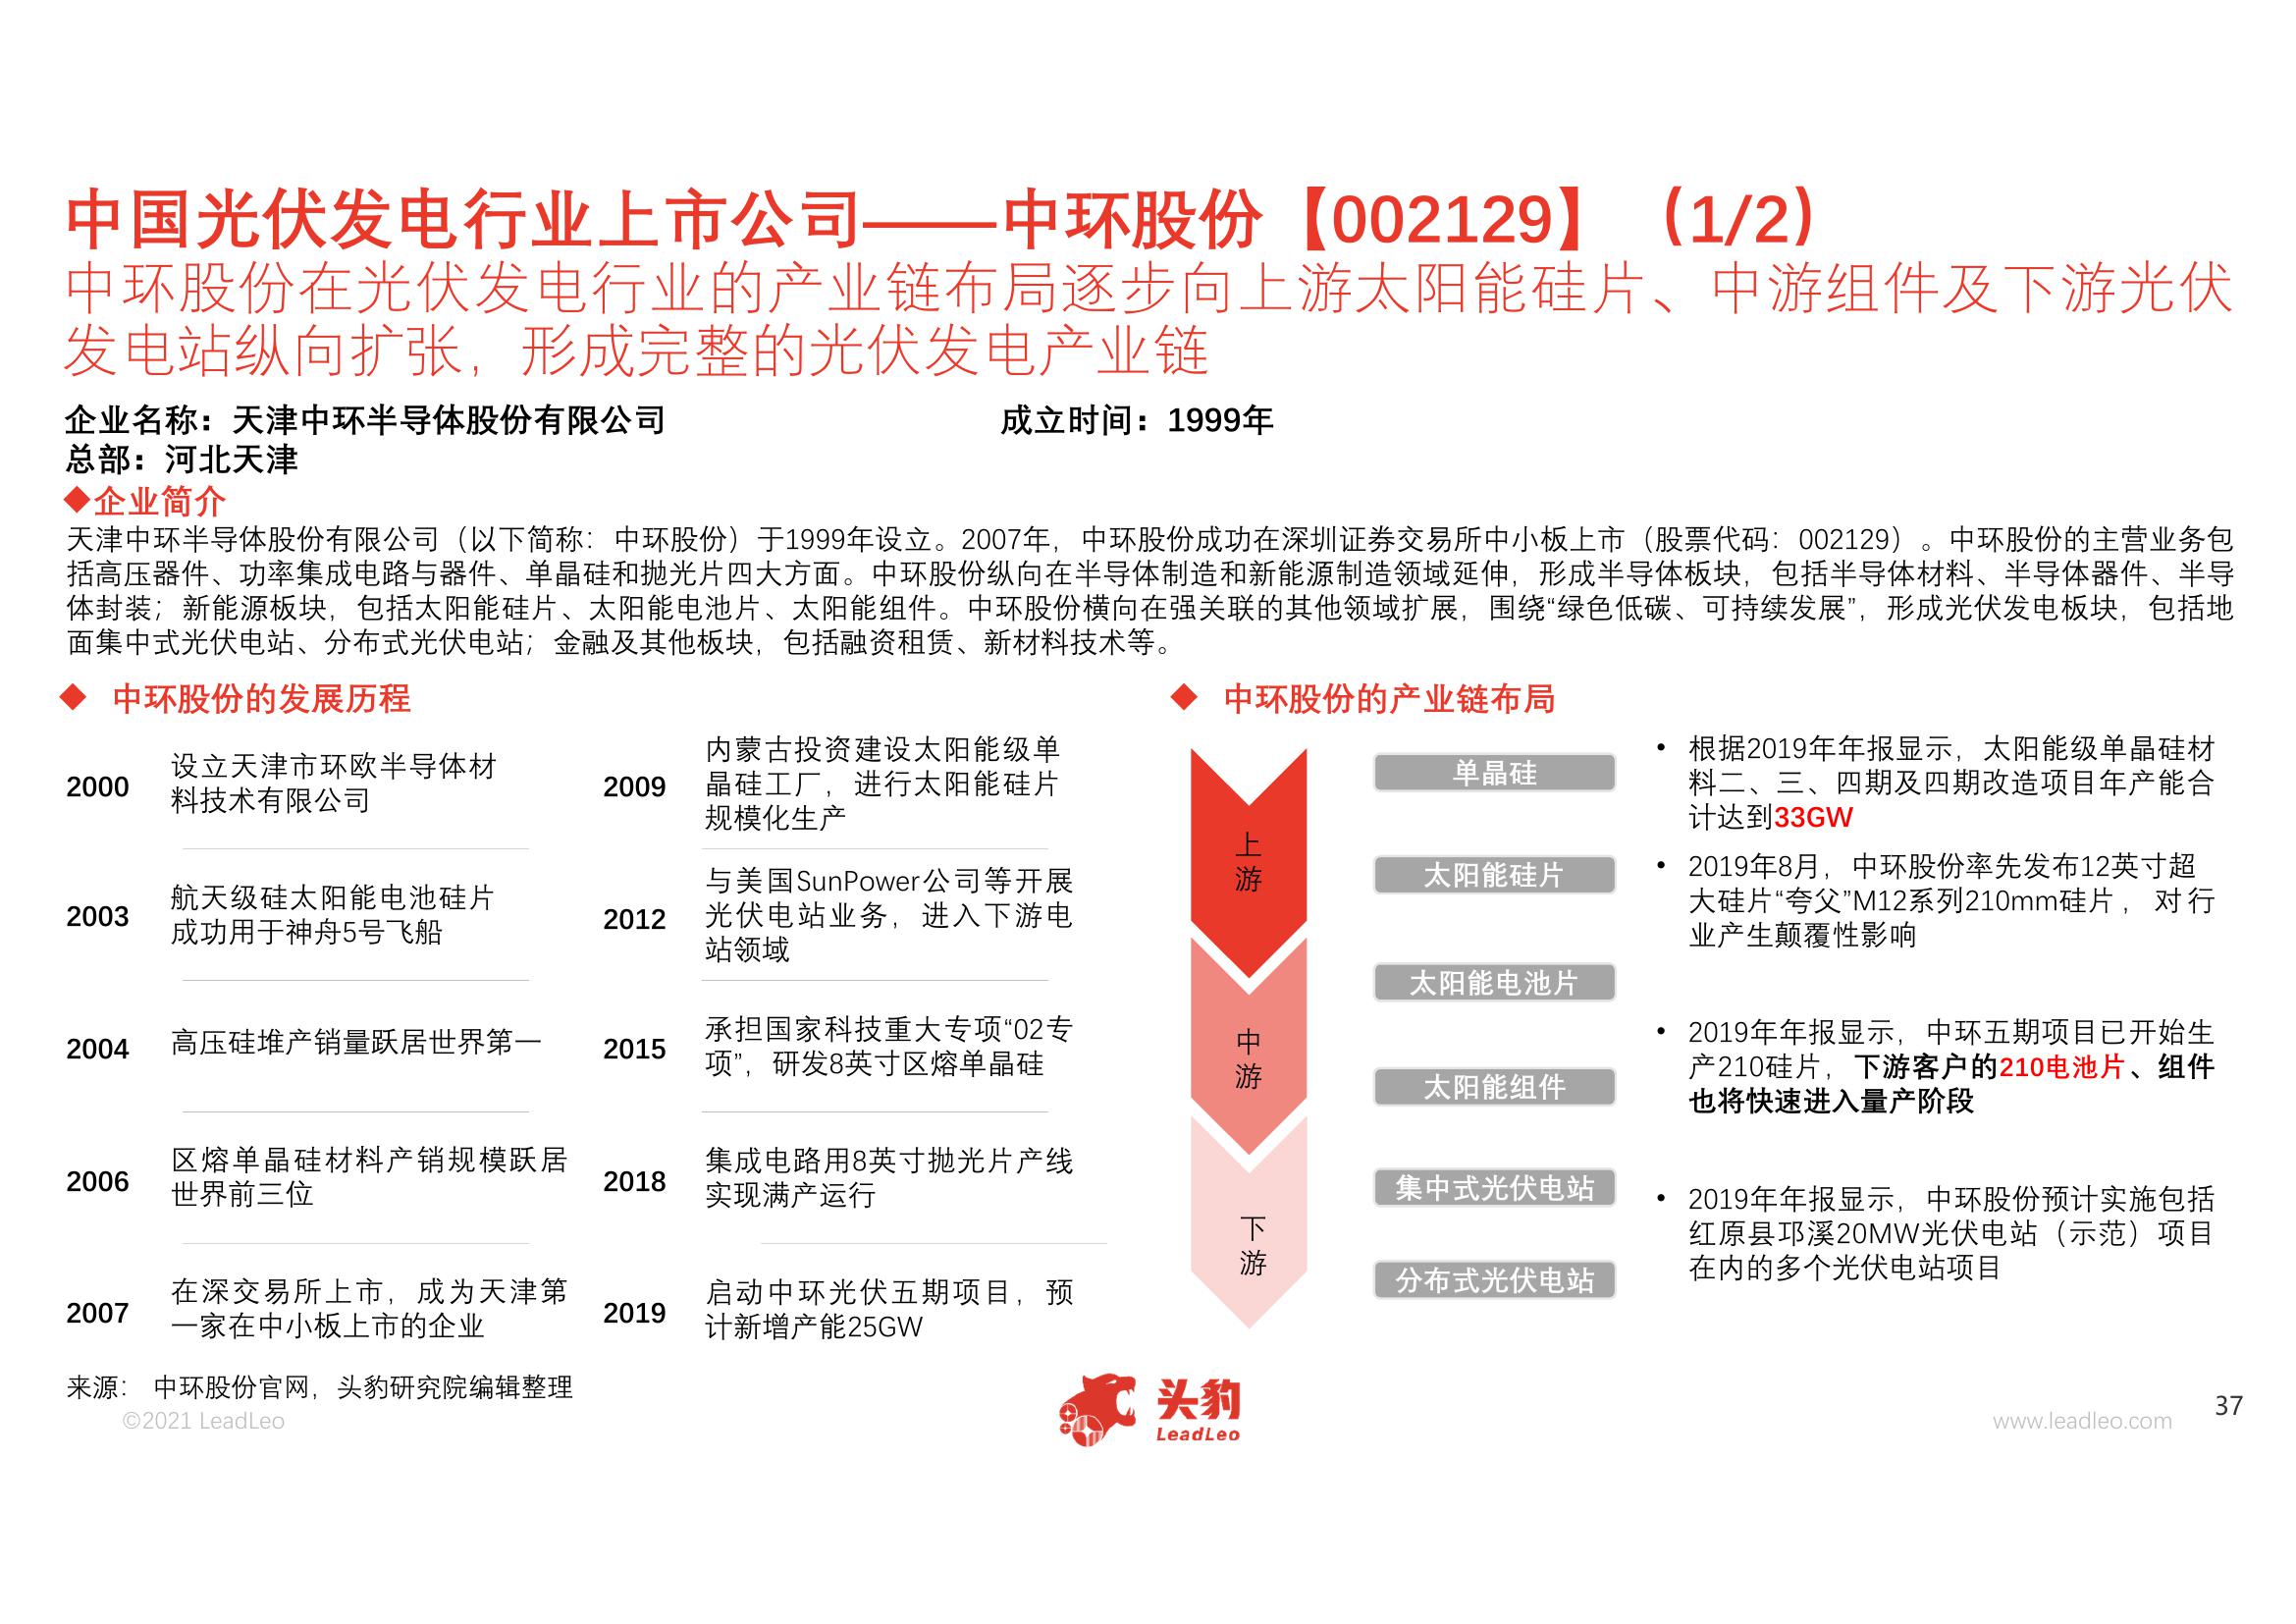 中国光伏发电行业上市公司——中环股份【002129】（1/2）
中环股份在光伏发电行业的产业链布局逐步向上游太阳能硅片、中游组件及下游光伏
发电站纵向扩张，形成完整的光伏发电产业链
企业名称：天津中环半导体股份有限公司
成立时间：1999年
总部：河北天津
◆企业简介
天津中环半导体股份有限公司（以下简称：中环股份）于1999年设立。2007年，中环股份成功在深圳证券交易所中小板上市（股票代码：002129）。中环股份的主营业务包
括高压器件、功率集成电路与器件、单晶硅和抛光片四大方面。中环股份纵向在半导体制造和新能源制造领域延伸，形成半导体板块，包括半导体材料、半导体器件、半导
体封装；新能源板块，包括太阳能硅片、太阳能电池片、太阳能组件。中环股份横向在强关联的其他领域扩展，围绕“绿色低碳、可持续发展”，形成光伏发电板块，包括地
面集中式光伏电站、分布式光伏电站；金融及其他板块，包括融资租赁、新材料技术等。
◆ 中环股份的发展历程
2000
设立天津市环欧半导体材
料技术有限公司
2003
航天级硅太阳能电池硅片
成功用于神舟5号飞船
2004
高压硅堆产销量跃居世界第一
2006
区熔单晶硅材料产销规模跃居
世界前三位
2007
在深交易所上市，成为天津第
一家在中小板上市的企业
2009
内蒙古投资建设太阳能级单
晶硅工厂，进行太阳能硅片
规模化生产
2012
与美国SunPower公司等开展
光伏电站业务，进入下游电
站领域
2015
承担国家科技重大专项“02专
项”，研发8英寸区熔单晶硅
2018
集成电路用8英寸抛光片产线
实现满产运行
2019
启动中环光伏五期项目，预
计新增产能25GW
◆ 中环股份的产业链布局
上
游
中
游
下
游
单晶硅
太阳能硅片
太阳能电池片
太阳能组件
集中式光伏电站
分布式光伏电站
• 根据2019年年报显示，太阳能级单晶硅材
料二、三、四期及四期改造项目年产能合
计达到33GW
• 2019年8月，中环股份率先发布12英寸超
大硅片“夸父”M12系列210mm硅片，对行
业产生颠覆性影响
• 2019年年报显示，中环五期项目已开始生
产210硅片，下游客户的210电池片、组件
也将快速进入量产阶段
• 2019年年报显示，中环股份预计实施包括
红原县邛溪20MW光伏电站（示范）项目
在内的多个光伏电站项目
来源： 中环股份官网，头豹研究院编辑整理
©2021 LeadLeo
头豹
LeadLeo
www.leadleo.com
37